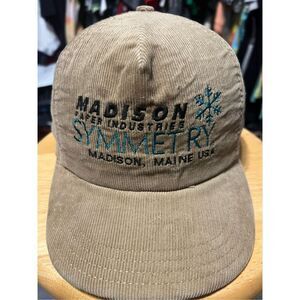 MADISON
PAPER INDUSTRIES
SYMMETRY
MADISON, MAINE USA